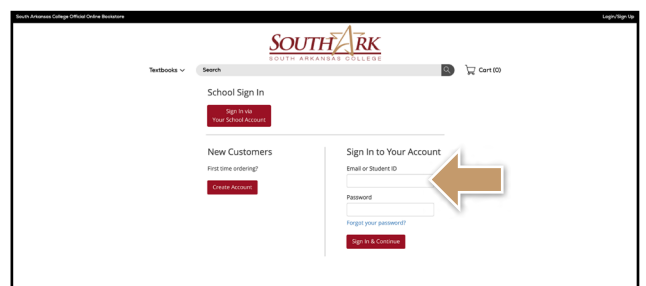 South Arkansas College Official Online Bookstore
Login/Sign Up
SOUTHARK
SOUTH ARKANSAS COLLEGE
Textbooks
Search
Cart (0)
School Sign In
Sign In via
Your School Account
New Customers
First time ordering?
Create Account
Sign In to Your Account
Email or Student ID
Password
Forgot your password?
Sign In & Continue